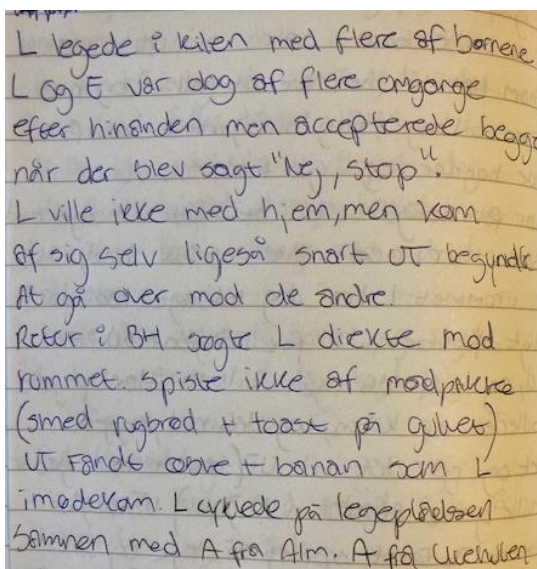 L legede i kilen med flere af børnene
L og E var dog af flere omgange
efter hinanden men accepterede begge
når der blev sagt "Nej, stop".
L ville ikke med hjem, men kom
af sig selv ligeså snart UT begyndte
At gå over mod de andre.
Retur i BH søgte L direkte mod
rummet. Spiste ikke af madpakke
(smed rugbrød + toast på gulvet)
UT fandt + banan som L
imødekom. L cyklede på legepladsen
sammen med A fra Alm. A fra